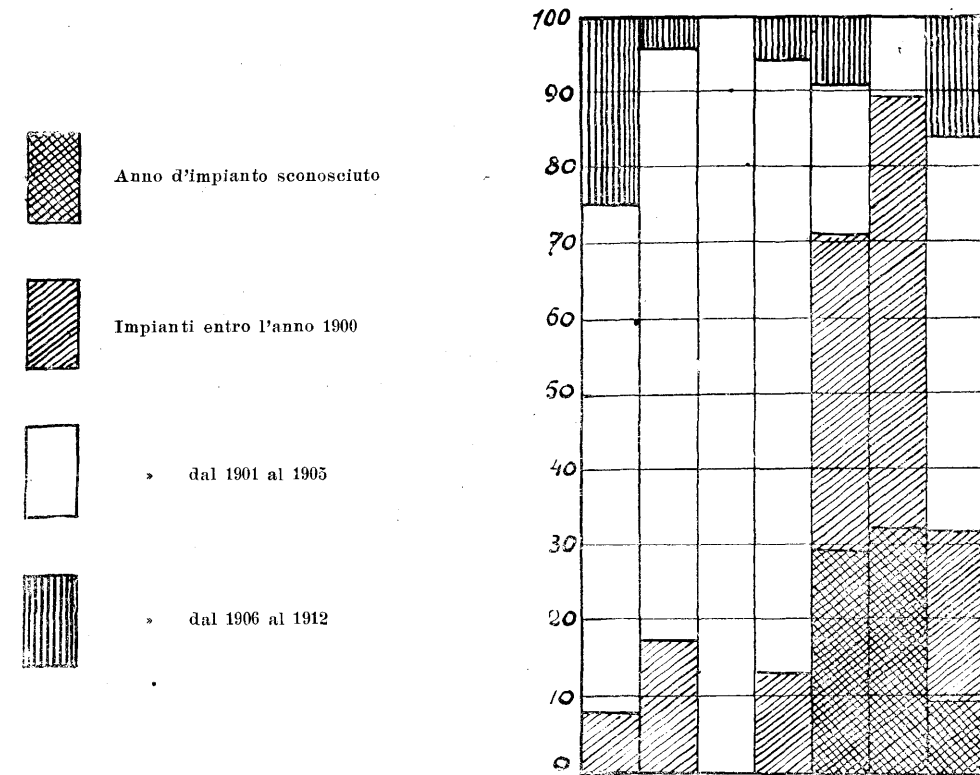 Anno d'impianto sconosciuto
Impianti entro l'anno 1900
» dal 1901 al 1905
» dal 1906 al 1912
100
90
80
70
60
50
40
30
20
10
0